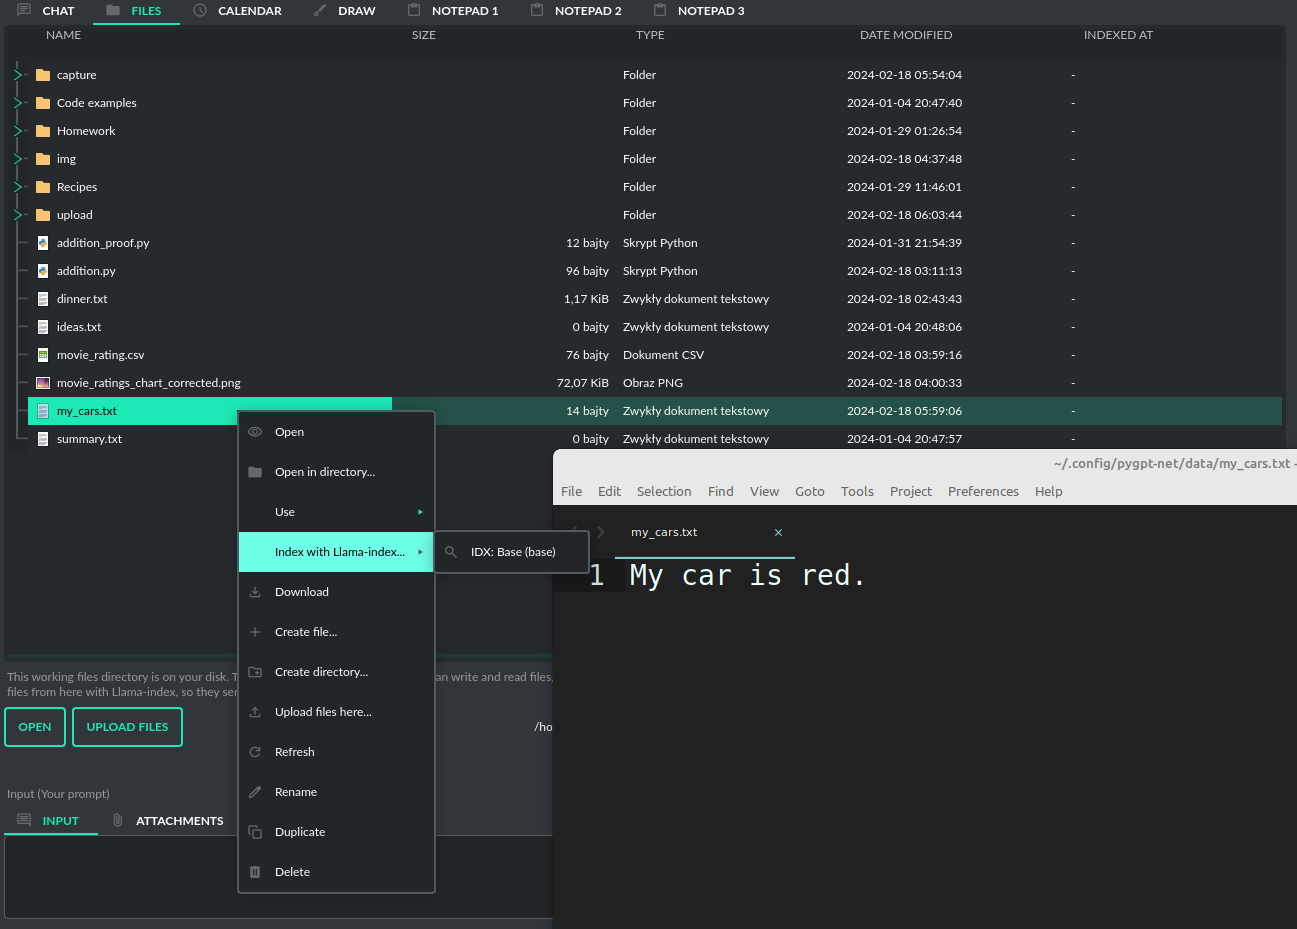 CHAT FILES CALENDAR DRAW NOTEPAD 1 NOTEPAD 2 NOTEPAD 3
NAME SIZE TYPE DATE MODIFIED INDEXED AT
capture Folder 2024-02-18 05:54:04 -
Code examples Folder 2024-01-04 20:47:40 -
Homework Folder 2024-01-29 01:26:54 -
img Folder 2024-02-18 04:37:48 -
Recipes Folder 2024-01-29 11:46:01 -
upload Folder 2024-02-18 06:03:44 -
addition_proof.py 12 bajty Skrypt Python 2024-01-31 21:54:39 -
addition.py 96 bajty Skrypt Python 2024-02-18 03:11:13 -
dinner.txt 1,17 KiB Zwykły dokument tekstowy 2024-02-18 02:43:43 -
ideas.txt 0 bajty Zwykły dokument tekstowy 2024-01-04 20:48:06 -
movie_rating.csv 76 bajty Dokument CSV 2024-02-18 03:59:16 -
movie_ratings_chart_corrected.png 72,07 KiB Obraz PNG 2024-02-18 04:00:33 -
my_cars.txt 14 bajty Zwykły dokument tekstowy 2024-02-18 05:59:06 -
summary.txt 0 bajty Zwykły dokument tekstowy 2024-01-04 20:47:57 -
Open
Open in directory...
Use
Index with Llama-index...
IDX: Base (base)
Download
Create file...
Create directory...
Upload files here...
Refresh
Rename
Duplicate
Delete
~/.config/pygpt-net/data/my_cars.txt -
File Edit Selection Find View Goto Tools Project Preferences Help
my_cars.txt ×
1 My car is red.
This working files directory is on your disk. an write and read files,
files from here with Llama-index, so they
OPEN UPLOAD FILES /ho
Input (Your prompt)
INPUT ATTACHMENTS